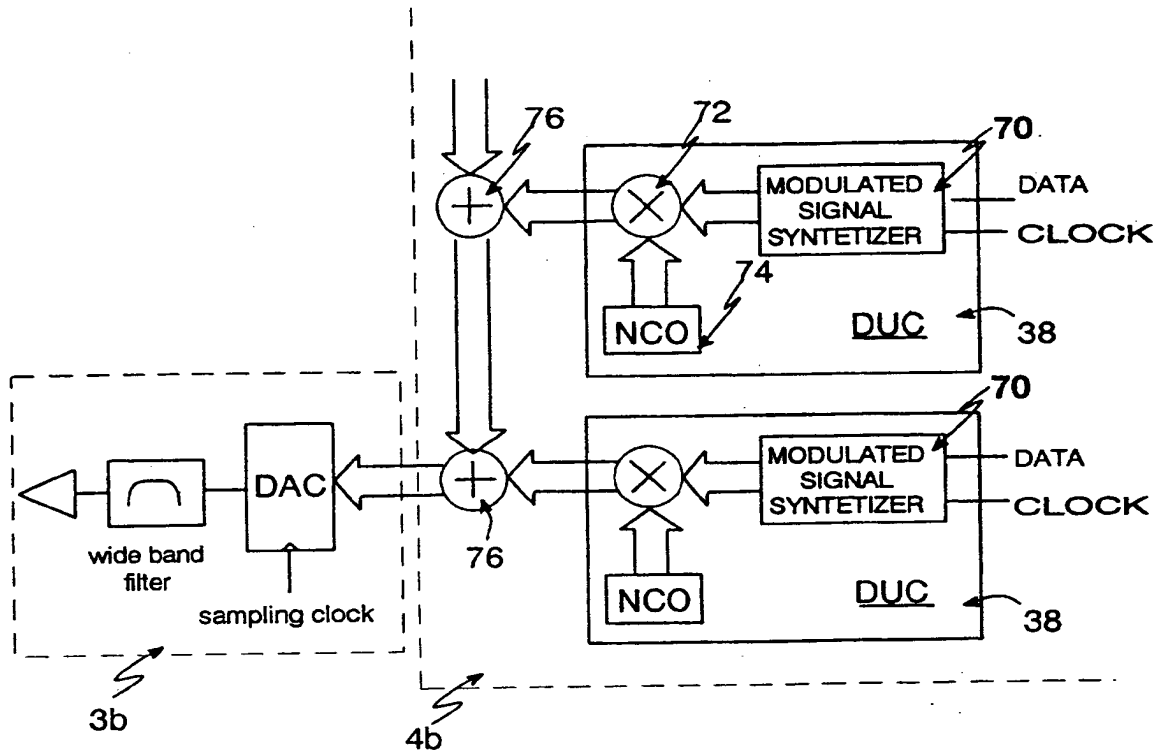 76
72
70
MODULATED
SIGNAL
SYNTETIZER
DATA
CLOCK
74
NCO
DUC
38
70
MODULATED
SIGNAL
SYNTETIZER
DATA
CLOCK
DAC
wide band
filter
sampling clock
76
NCO
DUC
38
3b
4b